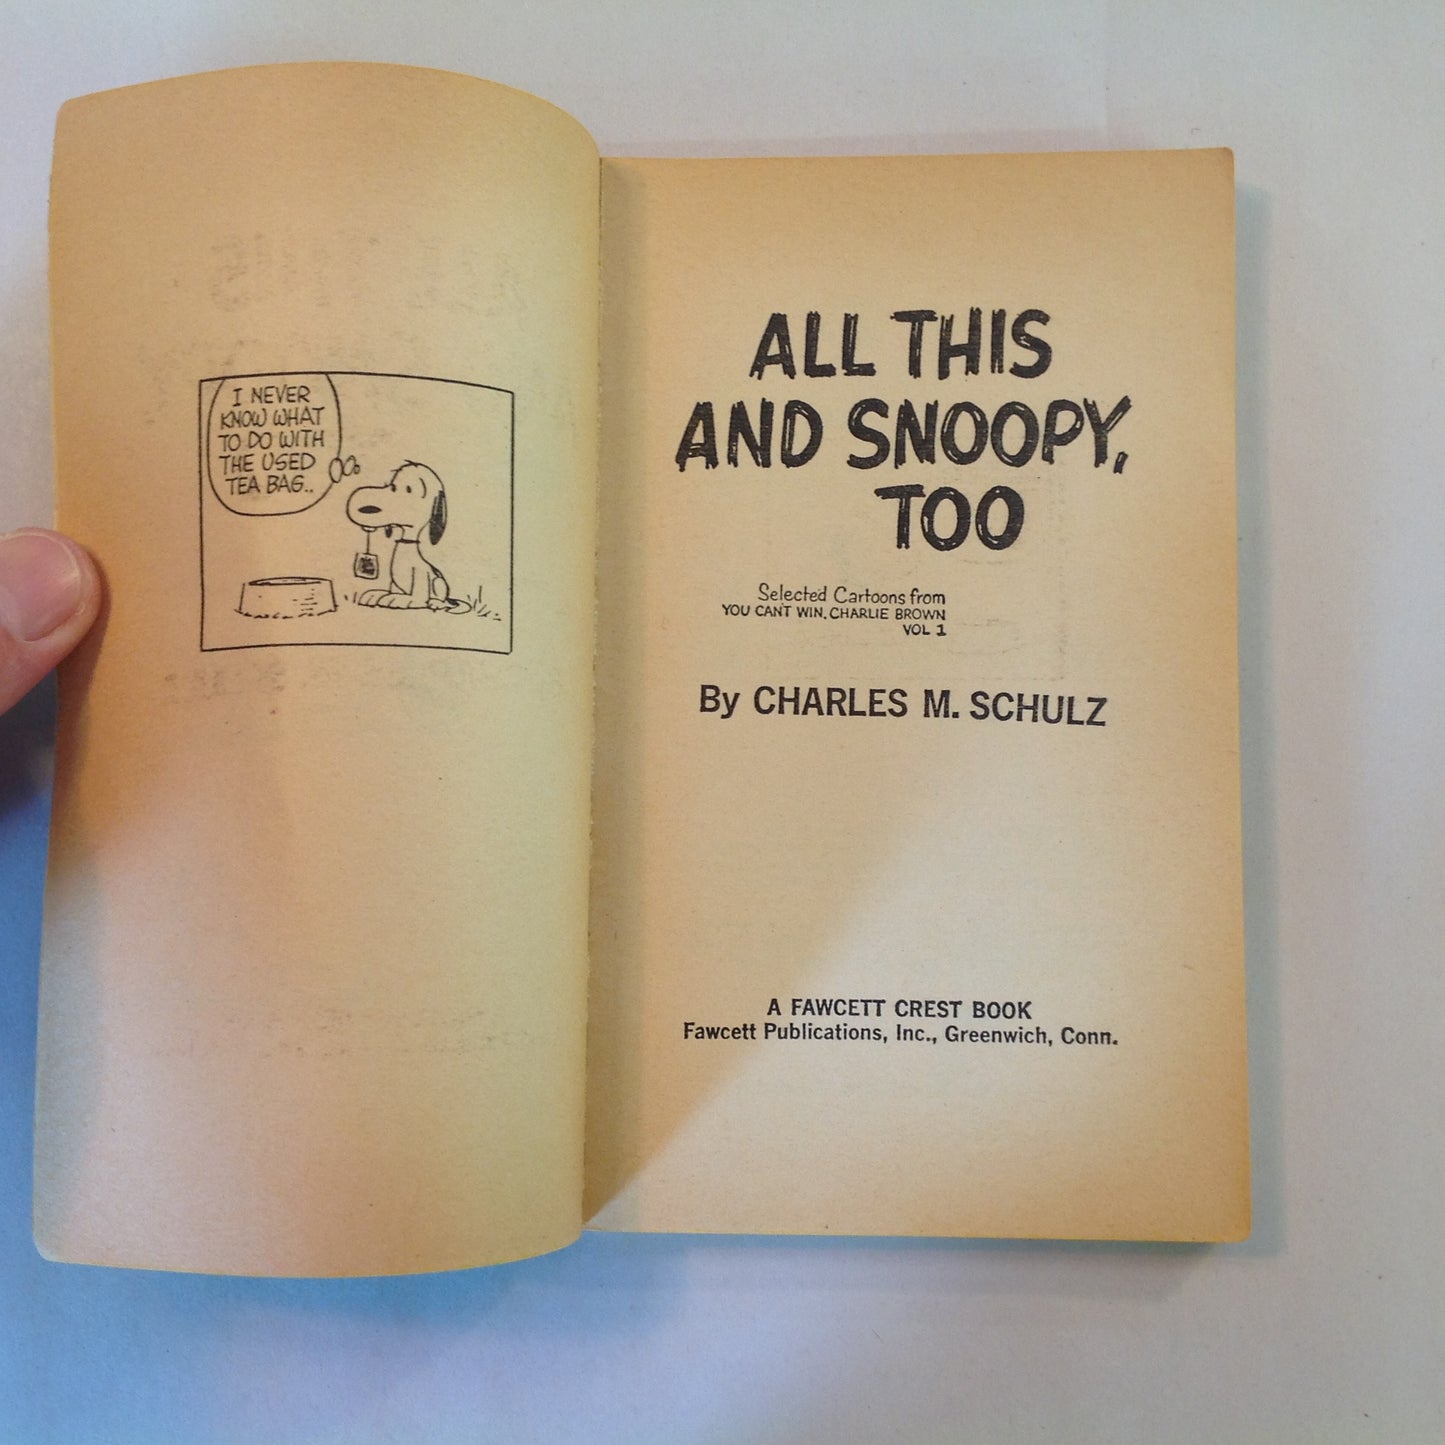 I NEVER
KNOW WHAT
TO DO WITH
THE USED
TEA BAG..
ALL THIS
AND SNOOPY,
TOO
Selected Cartoons from
YOU CAN'T WIN, CHARLIE BROWN
VOL 1
By CHARLES M. SCHULZ
A FAWCETT CREST BOOK
Fawcett Publications, Inc., Greenwich, Conn.